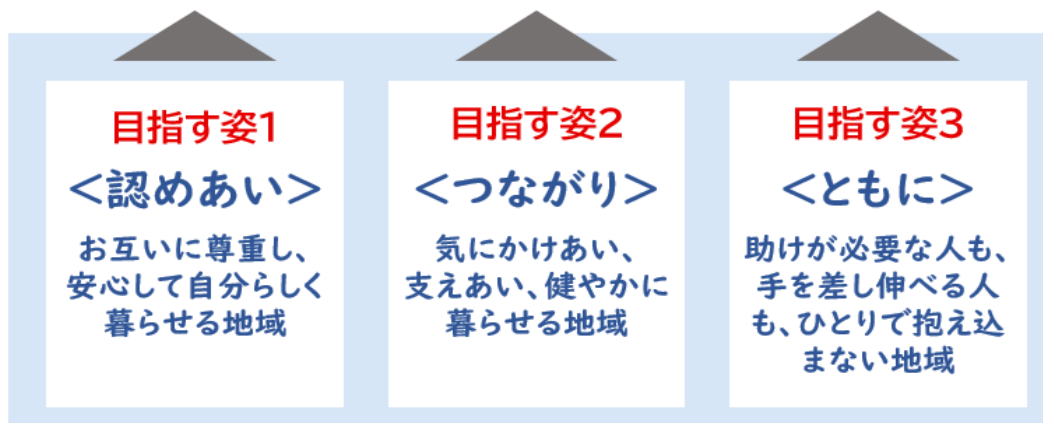 目指す姿1
<認めあい>
お互いに尊重し、
安心して自分らしく
暮らせる地域
目指す姿2
<つながり>
気にかけあい、
支えあい、健やかに
暮らせる地域
目指す姿3
<ともに>
助けが必要な人も、
手を差し伸べる人
も、ひとりで抱え込
まない地域